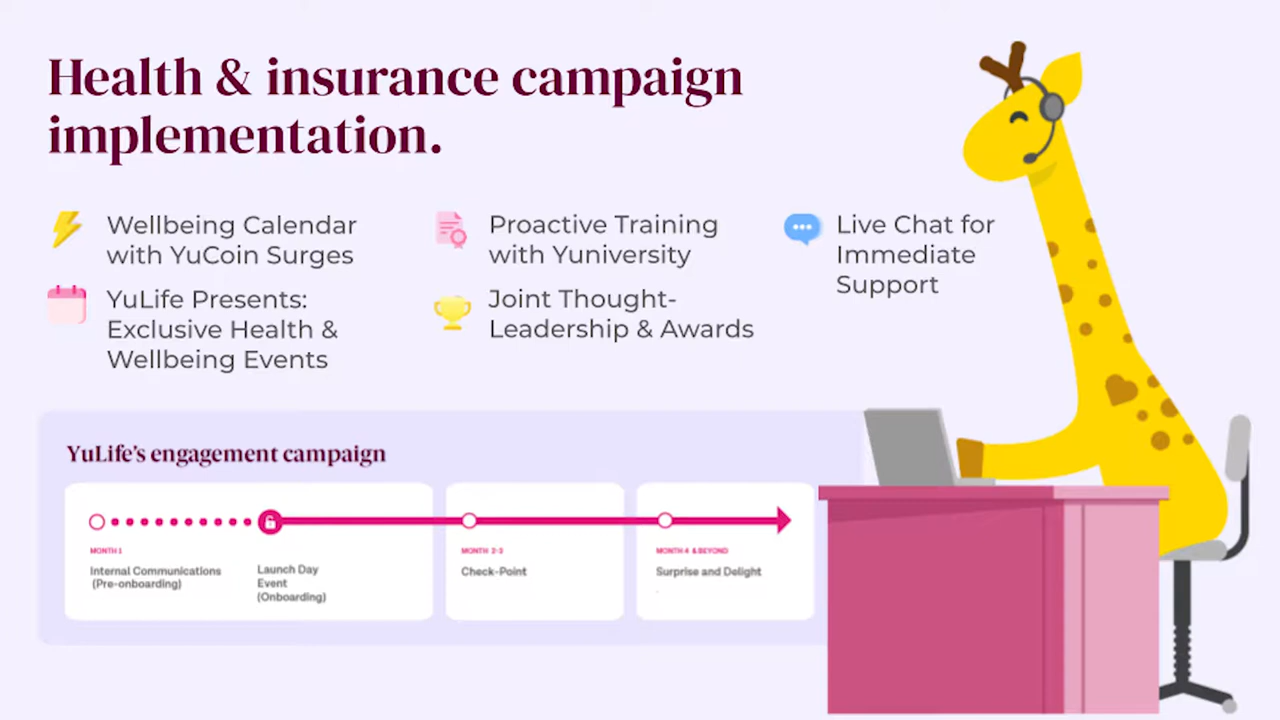 Health & insurance campaign
implementation.
Wellbeing Calendar
with YuCoin Surges
YuLife Presents:
Exclusive Health &
Wellbeing Events
Proactive Training
with Yuniversity
Joint Thought-
Leadership & Awards
Live Chat for
Immediate
Support
YuLife's engagement campaign
MONTH 1
Internal Communications
(Pre-onboarding)
Launch Day
Event
(Onboarding)
MONTH 2-3
Check-Point
MONTH 4 & BEYOND
Surprise and Delight